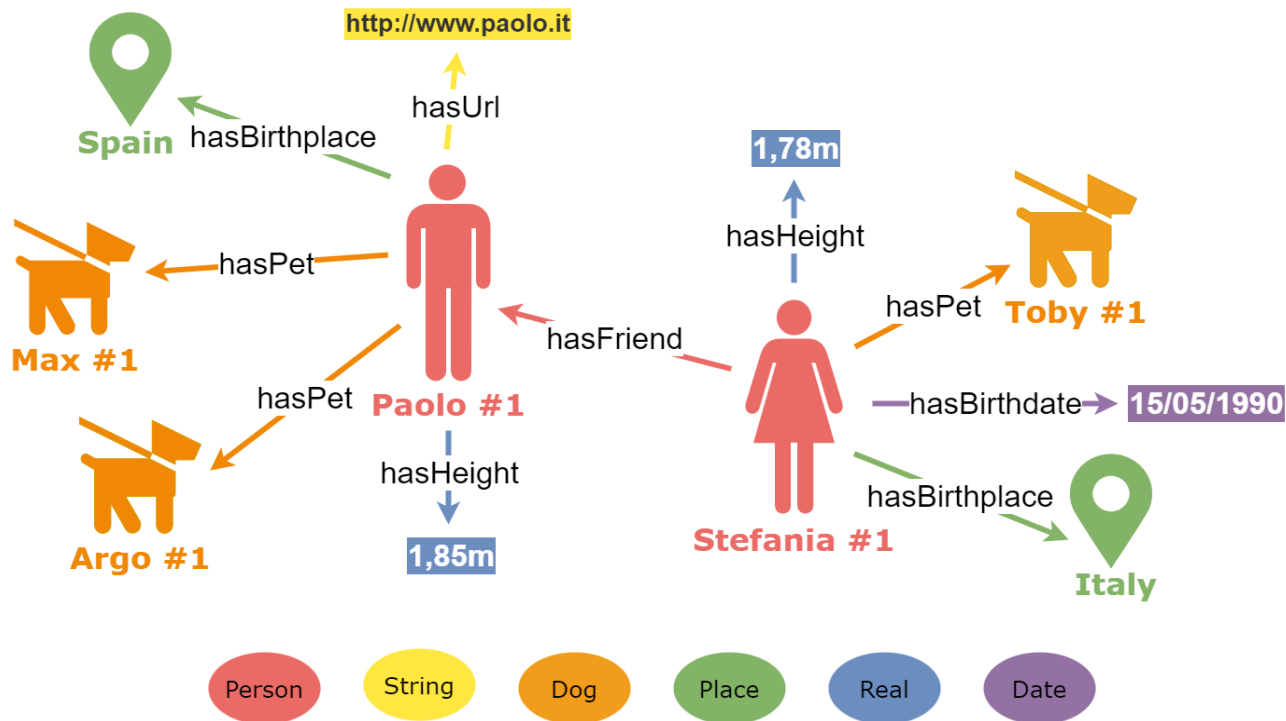 http://www.paolo.it
hasUrl
Spain
hasBirthplace
1,78m
hasHeight
hasPet
Max #1
hasPet
Toby #1
hasFriend
hasPet
Paolo #1
hasBirthdate
15/05/1990
hasHeight
hasBirthplace
Argo #1
1,85m
Stefania #1
Italy
Person
String
Dog
Place
Real
Date